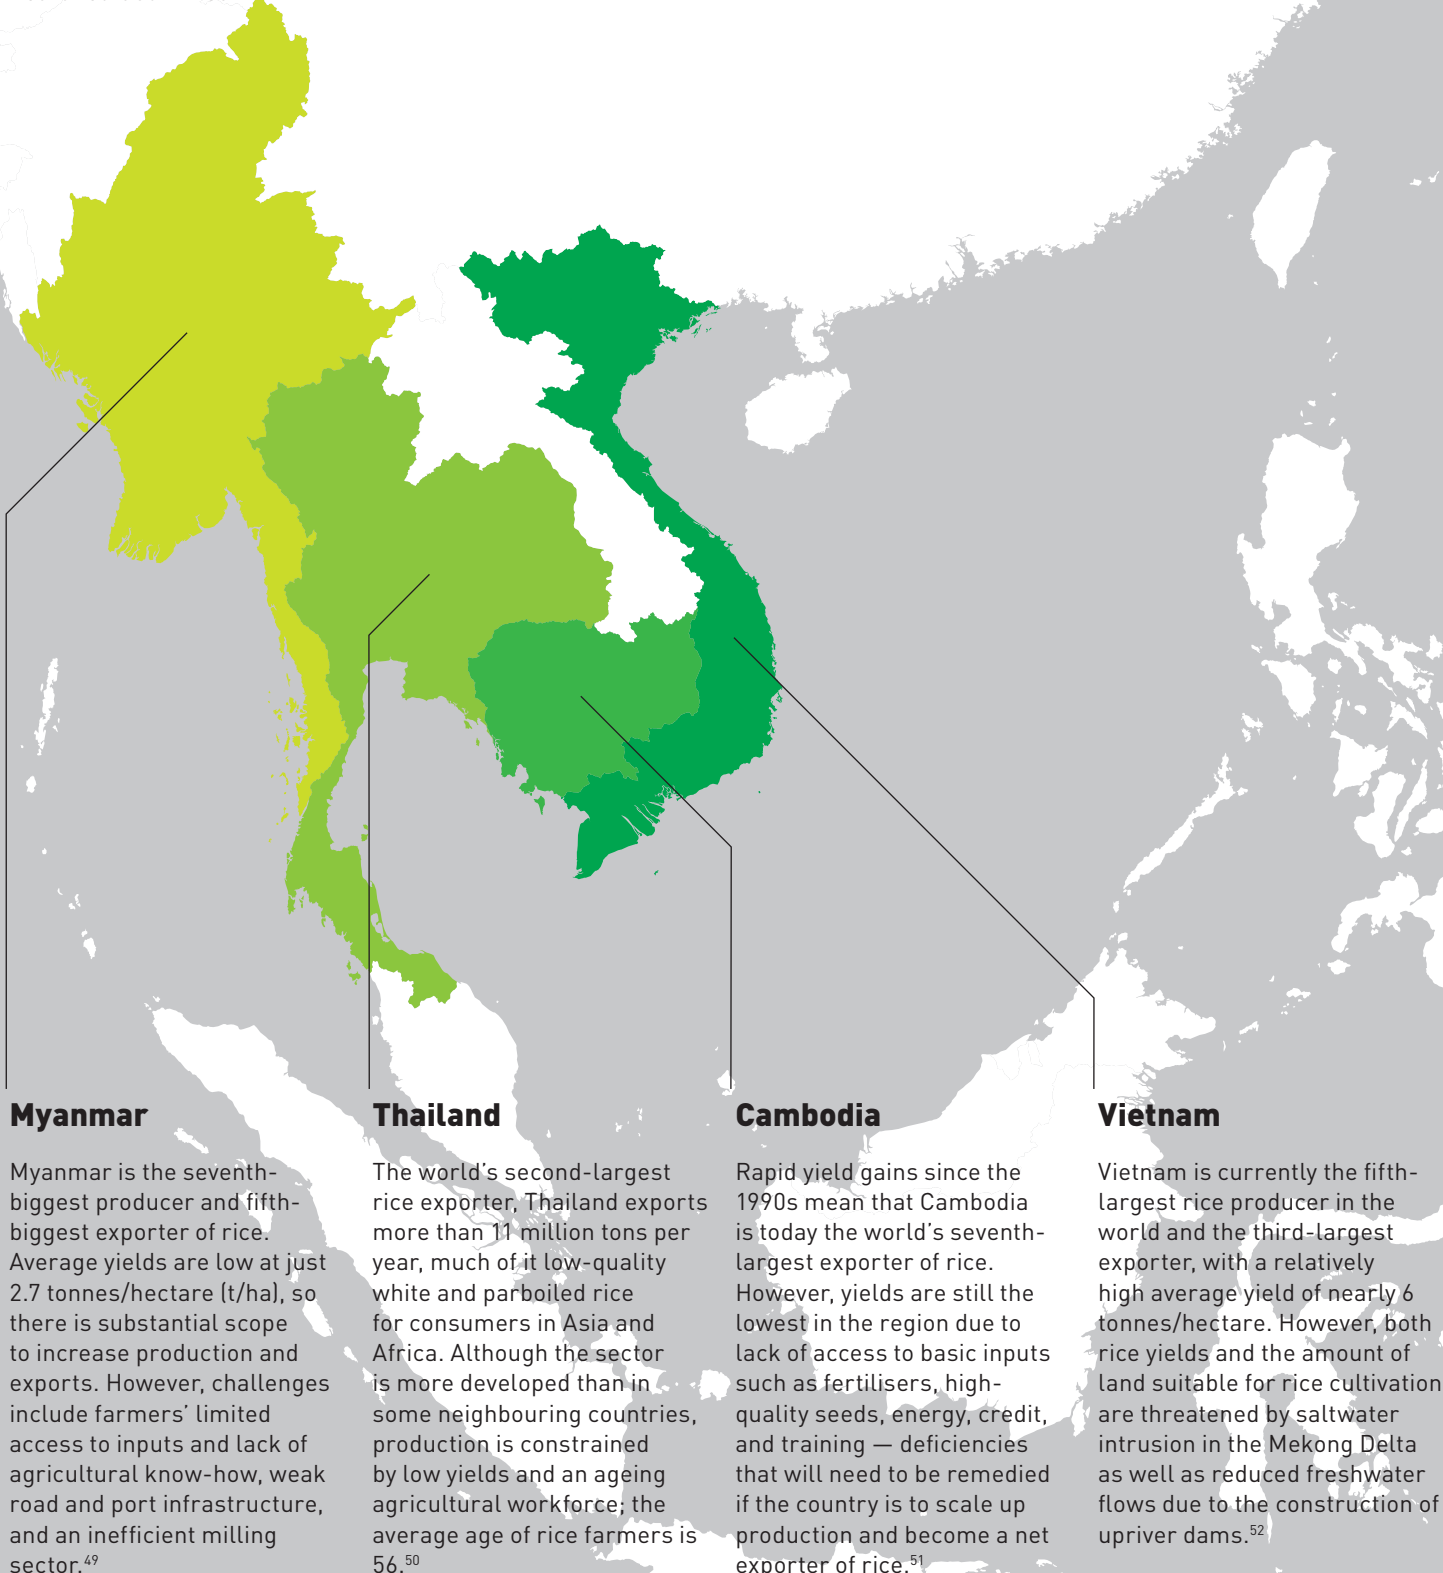 Myanmar
Myanmar is the seventh-
biggest producer and fifth-
biggest exporter of rice.
Average yields are low at just
2.7 tonnes/hectare (t/ha), so
there is substantial scope
to increase production and
exports. However, challenges
include farmers’ limited
access to inputs and lack of
agricultural know-how, weak
road and port infrastructure,
and an inefficient milling
sector.49
Thailand
The world’s second-largest
rice exporter, Thailand exports
more than 11 million tons per
year, much of it low-quality
white and parboiled rice
for consumers in Asia and
Africa. Although the sector
is more developed than in
some neighbouring countries,
production is constrained
by low yields and an ageing
agricultural workforce; the
average age of rice farmers is
56.50
Cambodia
Rapid yield gains since the
1990s mean that Cambodia
is today the world’s seventh-
largest exporter of rice.
However, yields are still the
lowest in the region due to
lack of access to basic inputs
such as fertilisers, high-
quality seeds, energy, credit,
and training — deficiencies
that will need to be remedied
if the country is to scale up
production and become a net
exporter of rice.51
Vietnam
Vietnam is currently the fifth-
largest rice producer in the
world and the third-largest
exporter, with a relatively
high average yield of nearly 6
tonnes/hectare. However, both
rice yields and the amount of
land suitable for rice cultivation
are threatened by saltwater
intrusion in the Mekong Delta
as well as reduced freshwater
flows due to the construction of
upriver dams.52